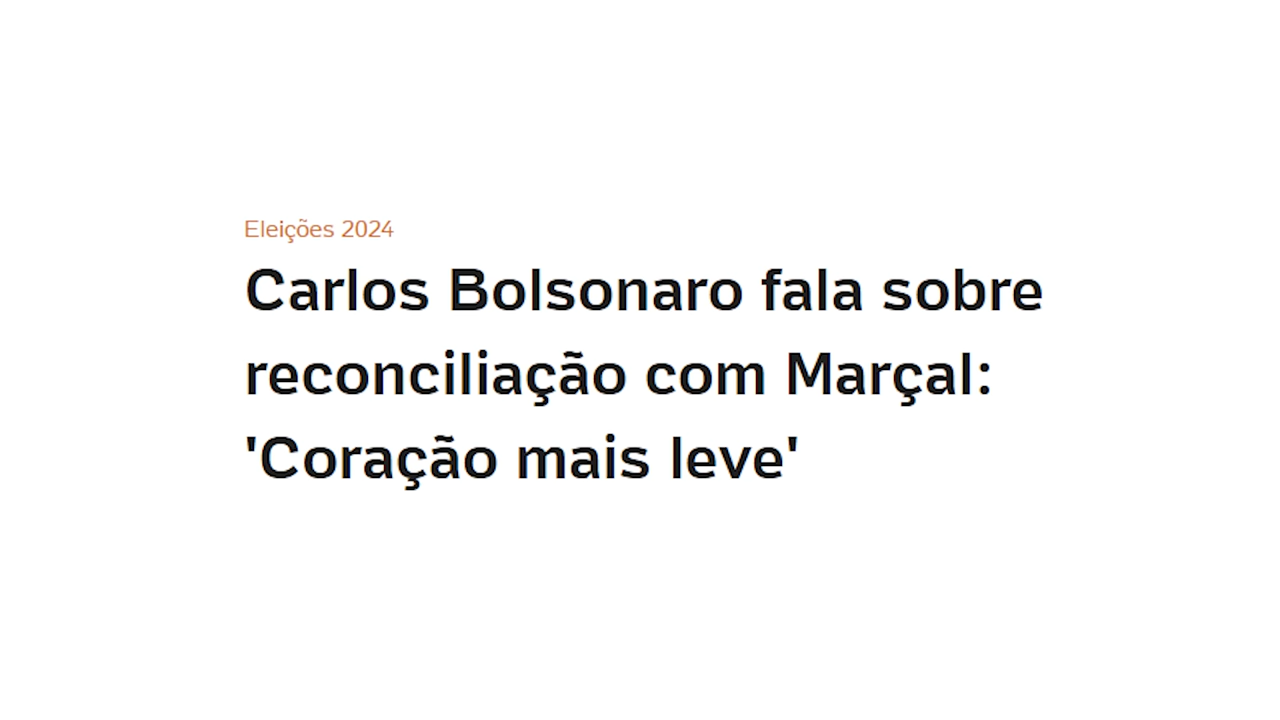 Eleições 2024
Carlos Bolsonaro fala sobre
reconciliação com Marçal:
'Coração mais leve'